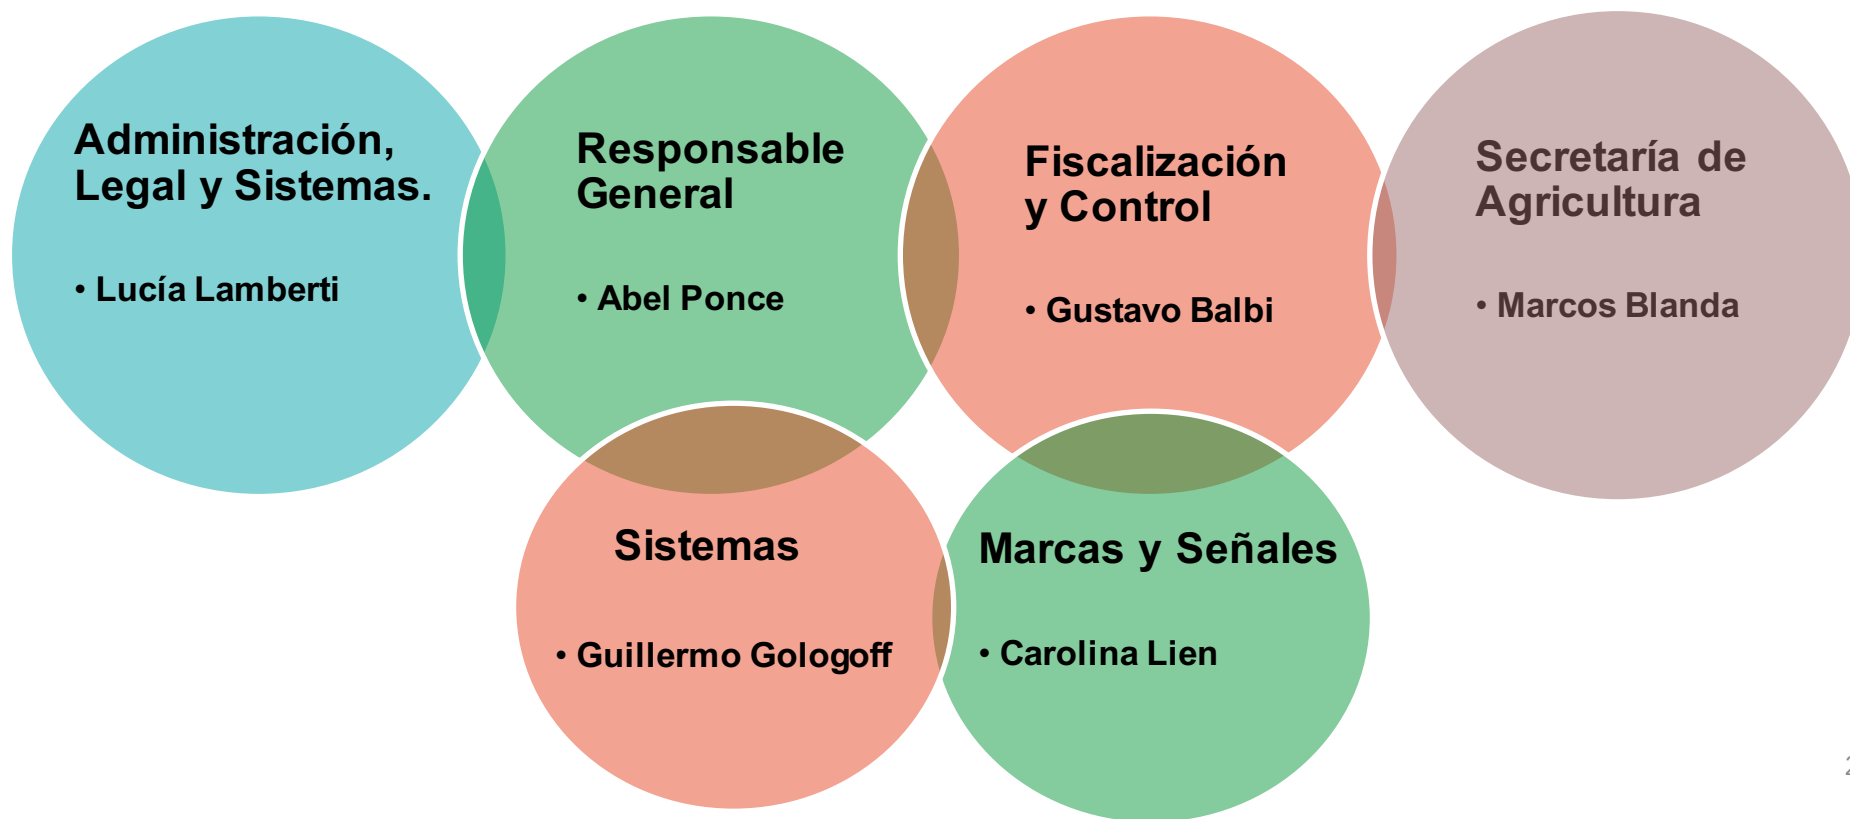 Administración,
Legal y Sistemas.
• Lucía Lamberti
Responsable
General
• Abel Ponce
Fiscalización
y Control
• Gustavo Balbi
Secretaría de
Agricultura
• Marcos Blanda
Sistemas
• Guillermo Gologoff
Marcas y Señales
• Carolina Lien
2